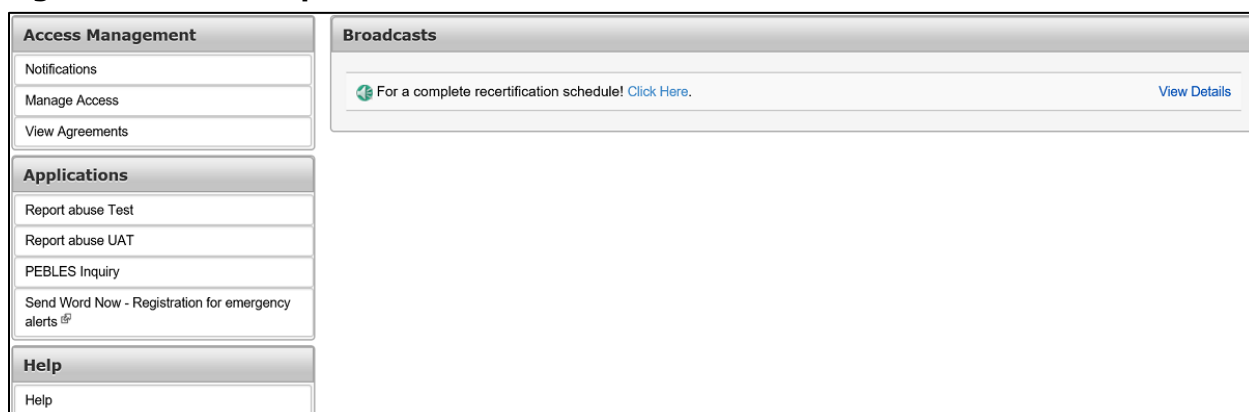 Access Management
Notifications
Manage Access
View Agreements
Applications
Report abuse Test
Report abuse UAT
PEBLES Inquiry
Send Word Now - Registration for emergency
alerts
Help
Help
Broadcasts
For a complete recertification schedule! Click Here.
View Details